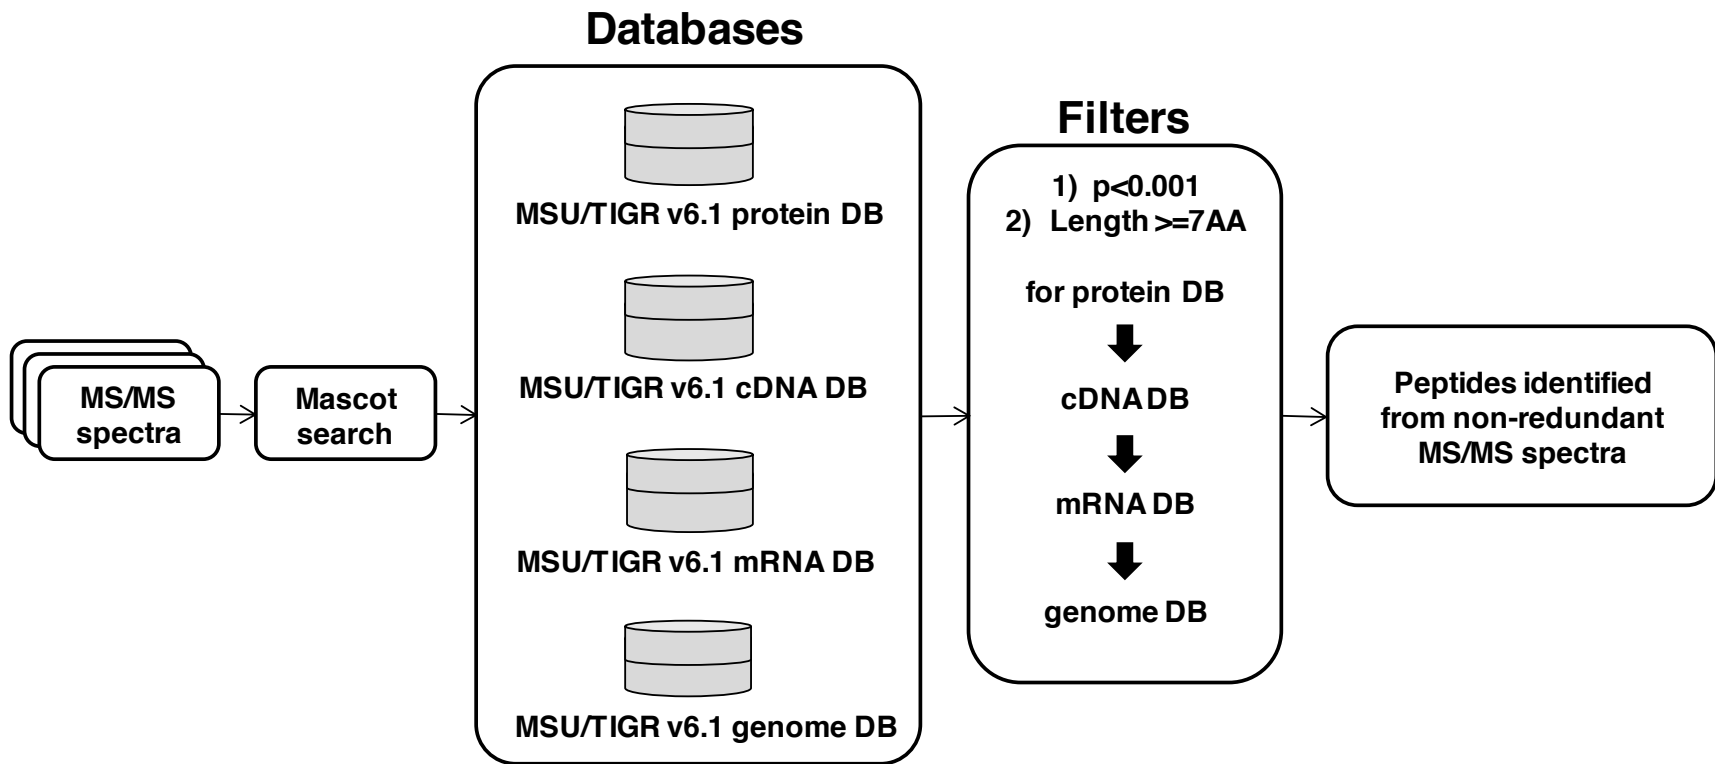 Databases
MSU/TIGR v6.1 protein DB
MSU/TIGR v6.1 cDNA DB
MSU/TIGR v6.1 mRNA DB
MSU/TIGR v6.1 genome DB
Filters
1) p<0.001
2) Length >=7AA
for protein DB
cDNA DB
mRNA DB
genome DB
MS/MS
spectra
Mascot
search
Peptides identified
from non-redundant
MS/MS spectra